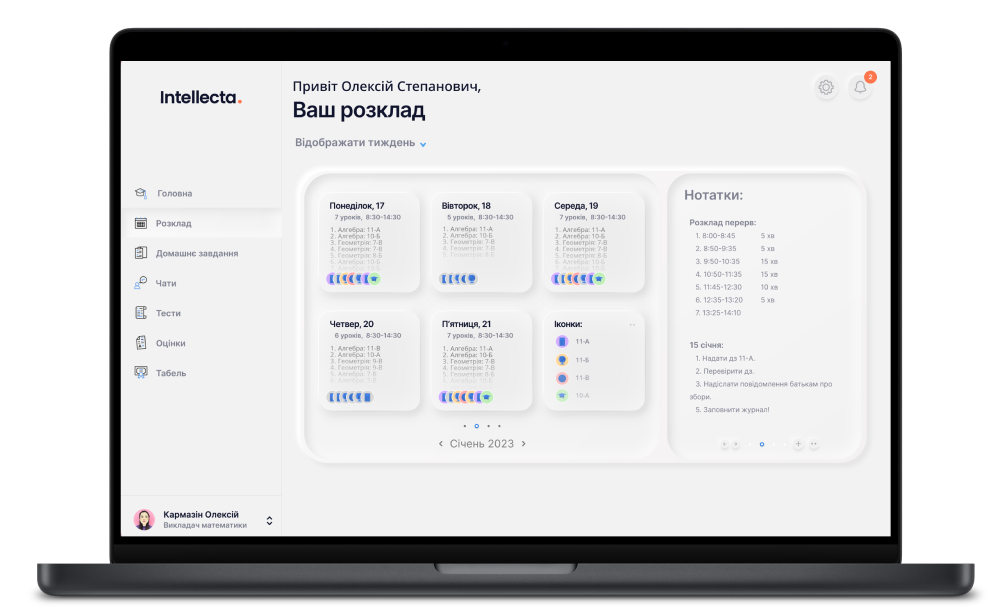 Intellecta.
Привіт Олексій Степанович,
Ваш розклад
2
Відображати тиждень
Головна
Розклад
Домашнє завдання
Чати
Тести
Оцінки
Табель
Кармазін Олексій
Викладач математики
Понеділок, 17
7 уроків, 8:30-14:30
1. Алгебра: 11-А
2. Алгебра: 10-Б
3. Геометрія: 7-В
4. Геометрія: 7-В
5. Геометрія: 8-Б
6. Алгебра: 10-Б
Вівторок, 18
5 уроків, 8:30-14:30
1. Алгебра: 11-А
2. Алгебра: 10-Б
3. Геометрія: 7-В
4. Геометрія: 7-В
5. Геометрія: 8-Б
Середа, 19
7 уроків, 8:30-14:30
1. Алгебра: 11-А
2. Алгебра: 10-Б
3. Геометрія: 7-В
4. Геометрія: 7-В
5. Геометрія: 8-Б
6. Алгебра: 10-Б
Четвер, 20
6 уроків, 8:30-14:30
1. Алгебра: 11-В
2. Алгебра: 10-А
3. Геометрія: 9-В
4. Геометрія: 9-В
5. Алгебра: 7-Б
П'ятниця, 21
7 уроків, 8:30-14:30
1. Алгебра: 11-А
2. Алгебра: 10-Б
3. Геометрія: 7-В
4. Геометрія: 7-В
5. Геометрія: 8-Б
6. Алгебра: 10-Б
Іконки:
11-А
11-Б
11-В
10-А
Січень 2023
Нотатки:
Розклад перерв:
1. 8:00-8:45 5 хв
2. 8:50-9:35 5 хв
3. 9:50-10:35 15 хв
4. 10:50-11:35 15 хв
5. 11:45-12:30 10 хв
6. 12:35-13:20 5 хв
7. 13:25-14:10
15 січня:
1. Надати дз 11-А.
2. Перевірити дз.
3. Надіслати повідомлення батькам про
збори.
5. Заповнити журнал!